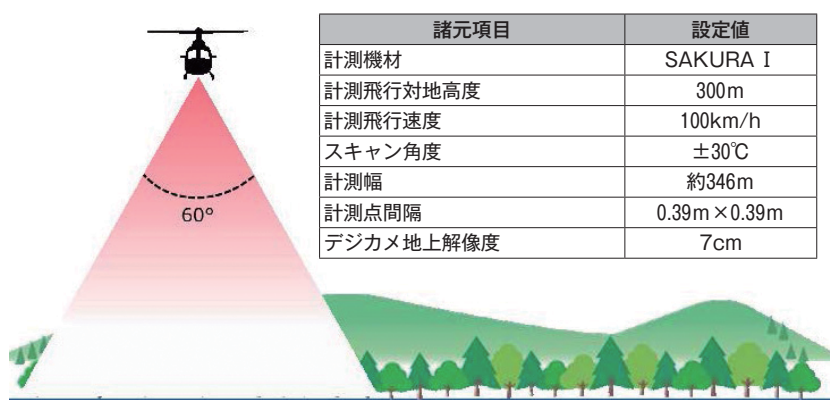 諸元項目 設定値
計測機材 SAKURA Ⅰ
計測飛行対地高度 300m
計測飛行速度 100km/h
スキャン角度 ±30℃
計測幅 約346m
計測点間隔 0.39m×0.39m
デジカメ地上解像度 7cm
60°